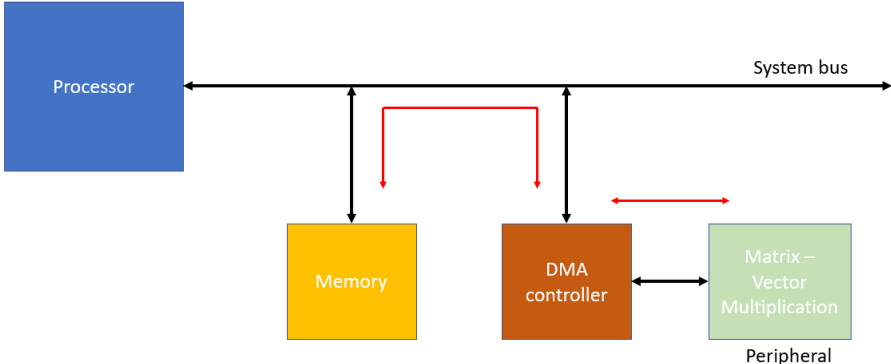 System bus
Processor
Memory
DMA
controller
Matrix –
Vector
Multiplication
Peripheral